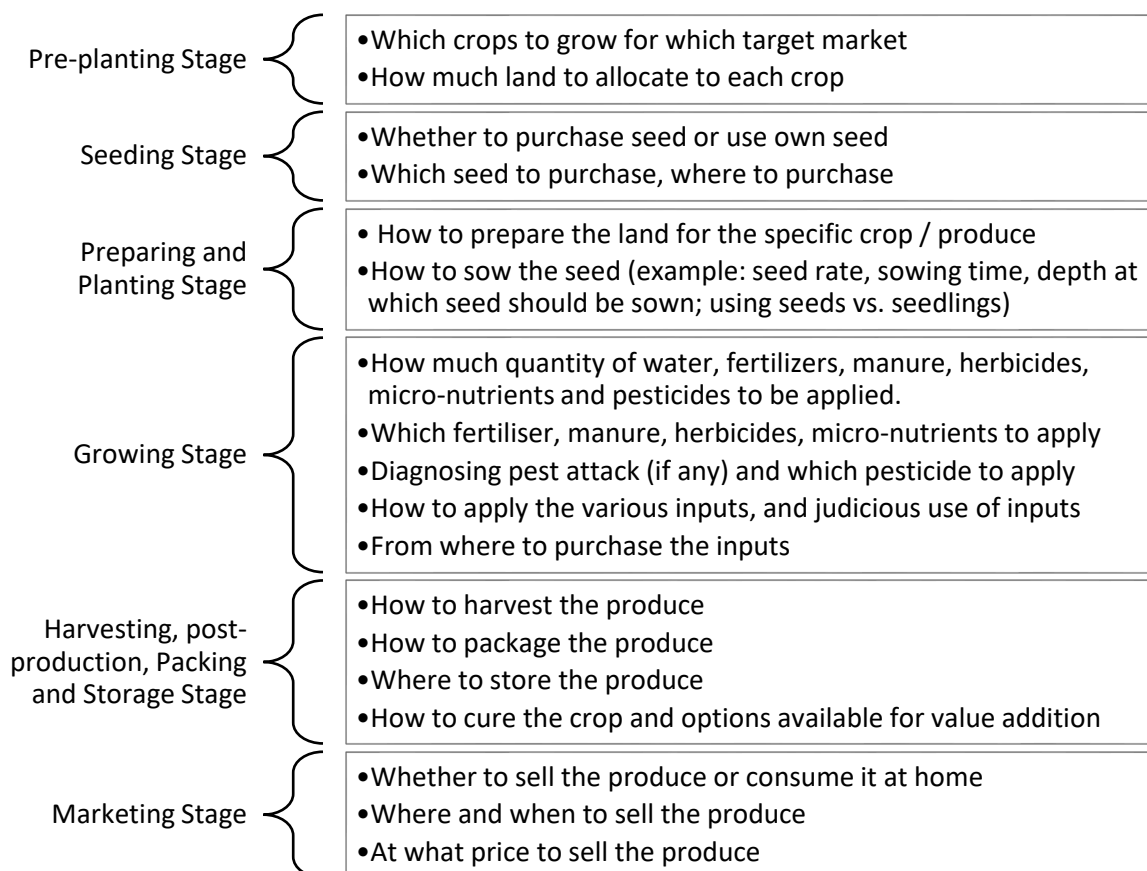 Pre-planting Stage
•Which crops to grow for which target market
•How much land to allocate to each crop
Seeding Stage
•Whether to purchase seed or use own seed
•Which seed to purchase, where to purchase
Preparing and
Planting Stage
• How to prepare the land for the specific crop / produce
•How to sow the seed (example: seed rate, sowing time, depth at
which seed should be sown; using seeds vs. seedlings)
Growing Stage
•How much quantity of water, fertilizers, manure, herbicides,
micro-nutrients and pesticides to be applied.
•Which fertiliser, manure, herbicides, micro-nutrients to apply
•Diagnosing pest attack (if any) and which pesticide to apply
•How to apply the various inputs, and judicious use of inputs
•From where to purchase the inputs
Harvesting, post-
production, Packing
and Storage Stage
•How to harvest the produce
•How to package the produce
•Where to store the produce
•How to cure the crop and options available for value addition
Marketing Stage
•Whether to sell the produce or consume it at home
•Where and when to sell the produce
•At what price to sell the produce